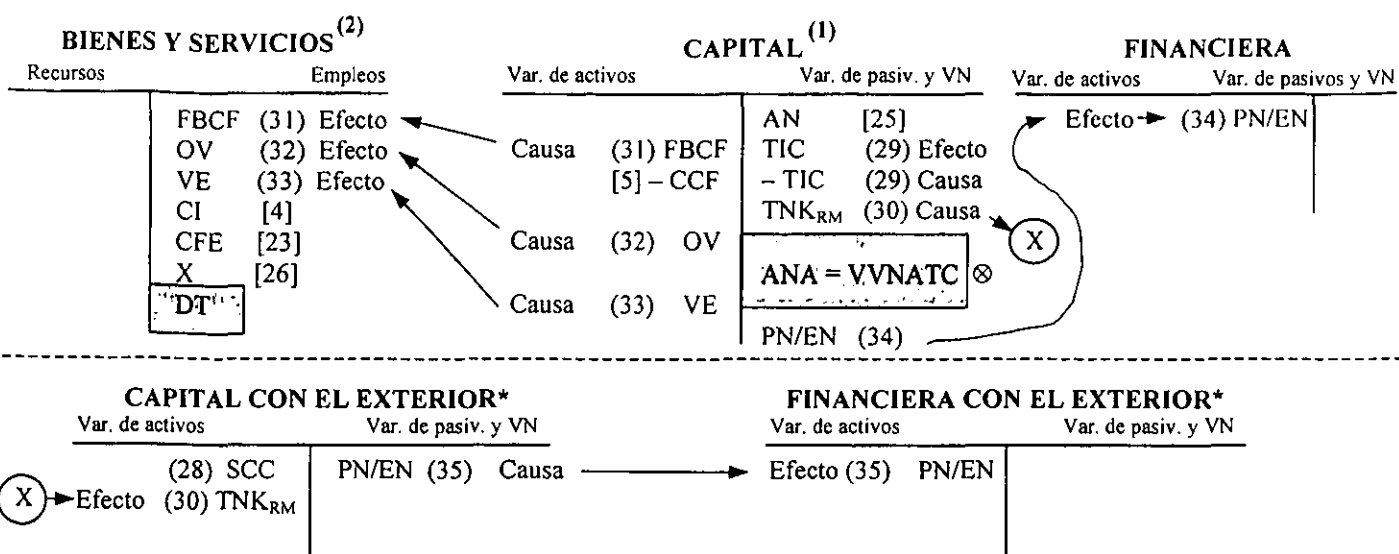 BIENES Y SERVICIOS (2)
Recursos Empleos
FBCF (31) Efecto
OV (32) Efecto
VE (33) Efecto
CI [4]
CFE [23]
X [26]
DT
CAPITAL (1)
Var. de activos Var. de pasiv. y VN
Causa (31) FBCF
[5] – CCF
Causa (32) OV
Causa (33) VE
AN [25]
TIC (29) Efecto
– TIC (29) Causa
TNK_RM (30) Causa
X
ANA = VVNATC ⊗
PN/EN (34)
FINANCIERA
Var. de activos Var. de pasivos y VN
Efecto (34) PN/EN
CAPITAL CON EL EXTERIOR*
Var. de activos Var. de pasiv. y VN
(28) SCC
X Efecto (30) TNK_RM
PN/EN (35) Causa
FINANCIERA CON EL EXTERIOR*
Var. de activos Var. de pasiv. y VN
Efecto (35) PN/EN